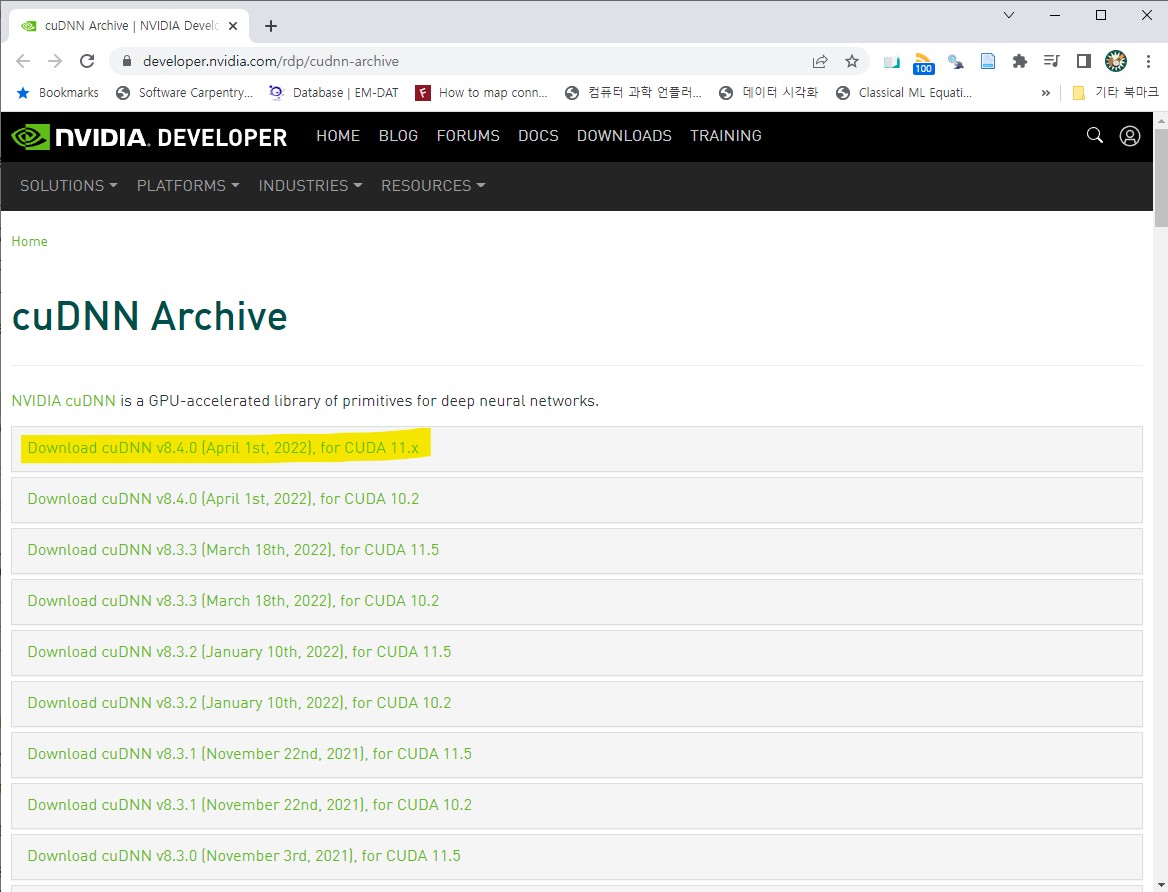 cuDNN Archive | NVIDIA Develo
developer.nvidia.com/rdp/cudnn-archive
100
Bookmarks Software Carpentry... Database | EM-DAT How to map conn... 컴퓨터 과학 언플러... 데이터 시각화 Classical ML Equati... » 기타 북마크
NVIDIA. DEVELOPER HOME BLOG FORUMS DOCS DOWNLOADS TRAINING
SOLUTIONS PLATFORMS INDUSTRIES RESOURCES
Home
cuDNN Archive
NVIDIA cuDNN is a GPU-accelerated library of primitives for deep neural networks.
Download cuDNN v8.4.0 (April 1st, 2022), for CUDA 11.x
Download cuDNN v8.4.0 (April 1st, 2022), for CUDA 10.2
Download cuDNN v8.3.3 (March 18th, 2022), for CUDA 11.5
Download cuDNN v8.3.3 (March 18th, 2022), for CUDA 10.2
Download cuDNN v8.3.2 (January 10th, 2022), for CUDA 11.5
Download cuDNN v8.3.2 (January 10th, 2022), for CUDA 10.2
Download cuDNN v8.3.1 (November 22nd, 2021), for CUDA 11.5
Download cuDNN v8.3.1 (November 22nd, 2021), for CUDA 10.2
Download cuDNN v8.3.0 (November 3rd, 2021), for CUDA 11.5